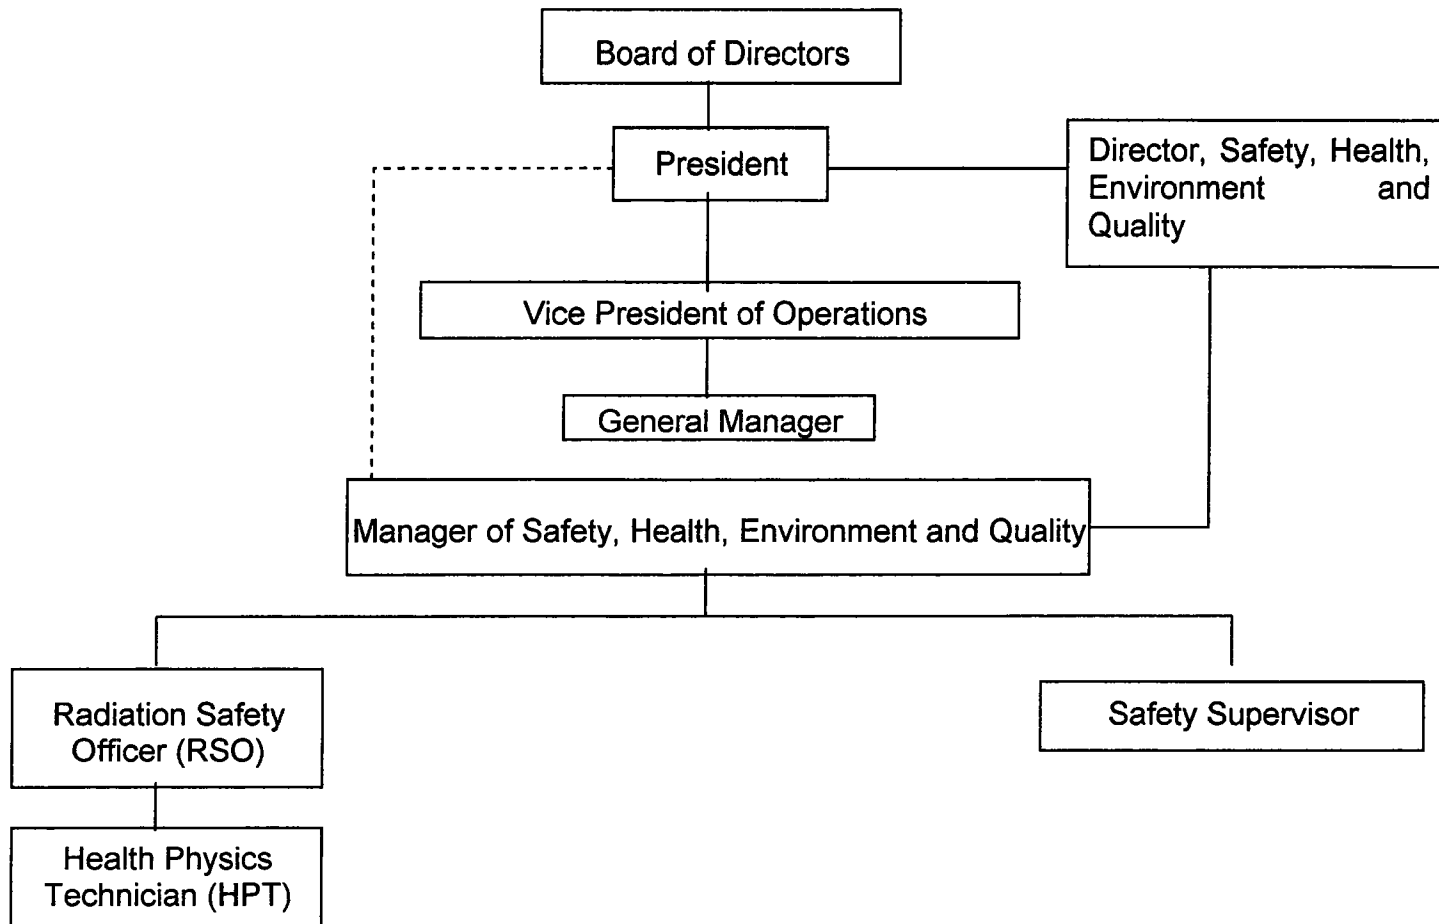 Board of Directors
President
Director, Safety, Health,
Environment and
Quality
Vice President of Operations
General Manager
Manager of Safety, Health, Environment and Quality
Radiation Safety
Officer (RSO)
Safety Supervisor
Health Physics
Technician (HPT)